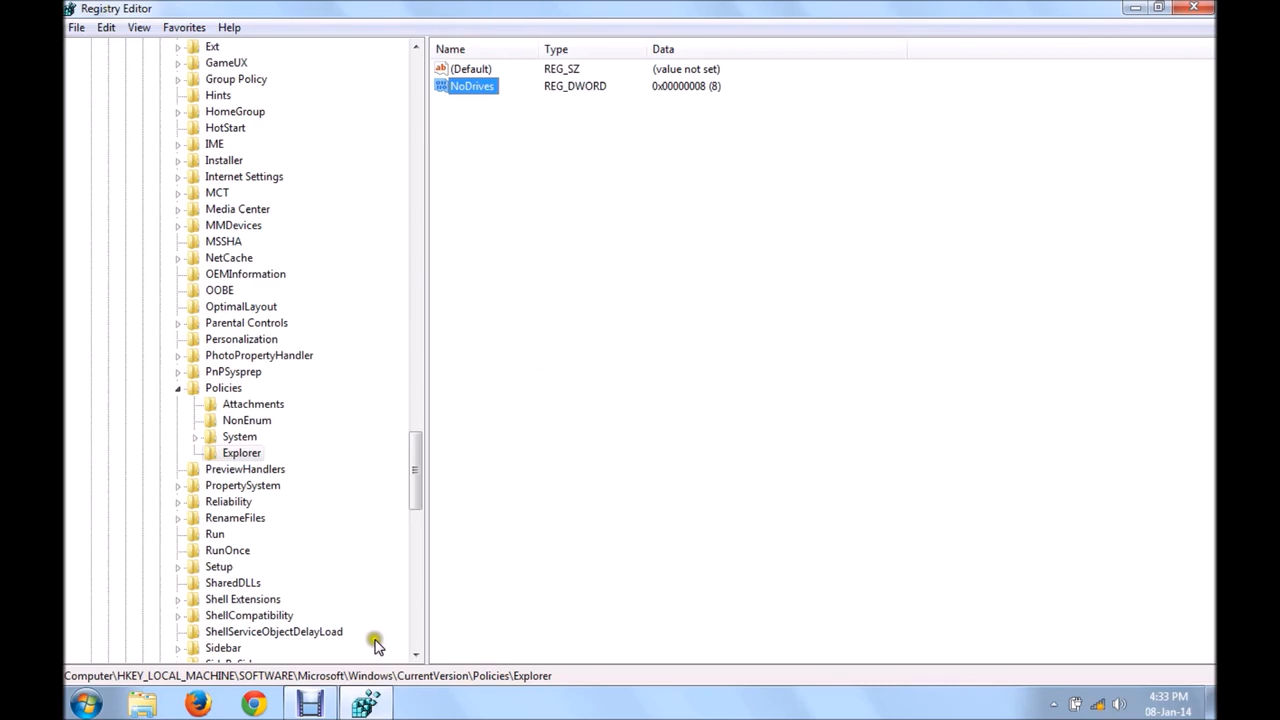 Registry Editor
File Edit View Favorites Help
Name Type Data
(Default) REG_SZ (value not set)
NoDrives REG_DWORD 0x00000008 (8)
Ext
GameUX
Group Policy
Hints
HomeGroup
HotStart
IME
Installer
Internet Settings
MCT
Media Center
MMDevices
MSSHA
NetCache
OEMInformation
OOBE
OptimalLayout
Parental Controls
Personalization
PhotoPropertyHandler
PnPSysprep
Policies
Attachments
NonEnum
System
Explorer
PreviewHandlers
PropertySystem
Reliability
RenameFiles
Run
RunOnce
Setup
SharedDLLs
Shell Extensions
ShellCompatibility
ShellServiceObjectDelayLoad
Sidebar
Computer\HKEY_LOCAL_MACHINE\SOFTWARE\Microsoft\Windows\CurrentVersion\Policies\Explorer
4:33 PM
08-Jan-14